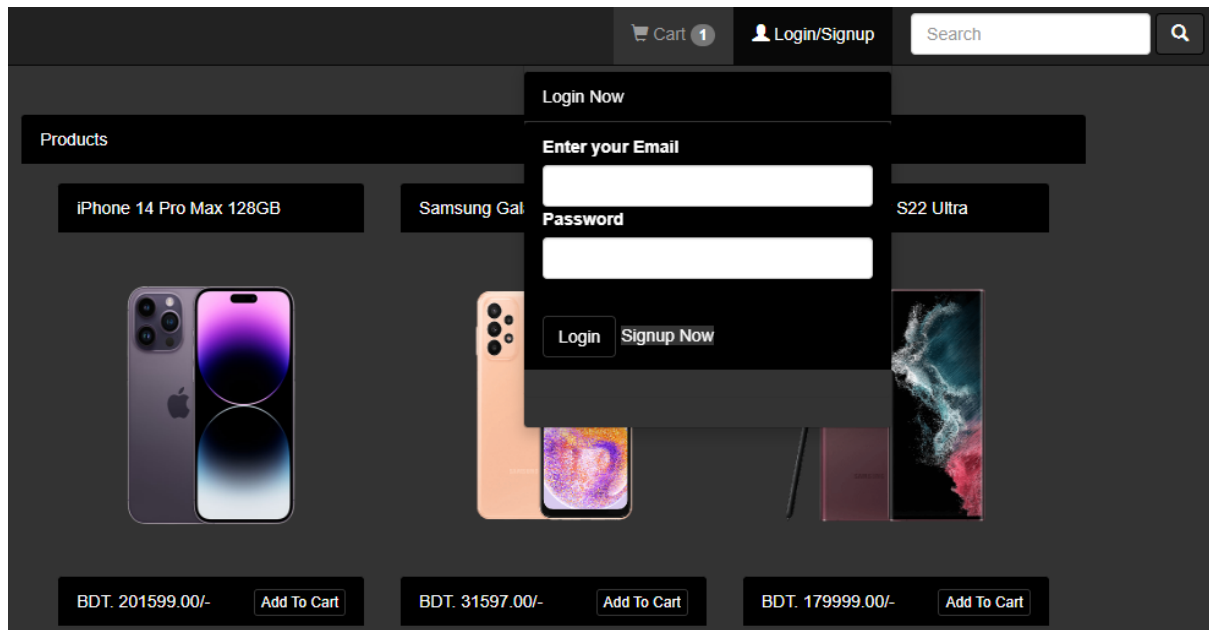 Cart 1 Login/Signup Search
Login Now
Products
Enter your Email
iPhone 14 Pro Max 128GB Samsung Gal S22 Ultra
Password
Login Signup Now
BDT. 201599.00/- Add To Cart BDT. 31597.00/- Add To Cart BDT. 179999.00/- Add To Cart